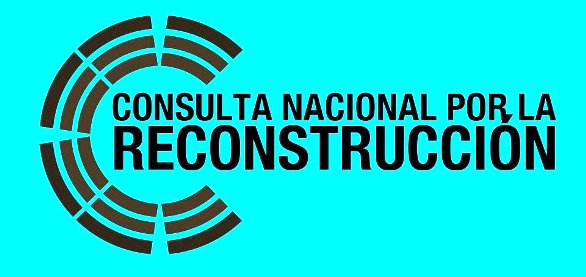 CONSULTA NACIONAL POR LA
RECONSTRUCCIÓN